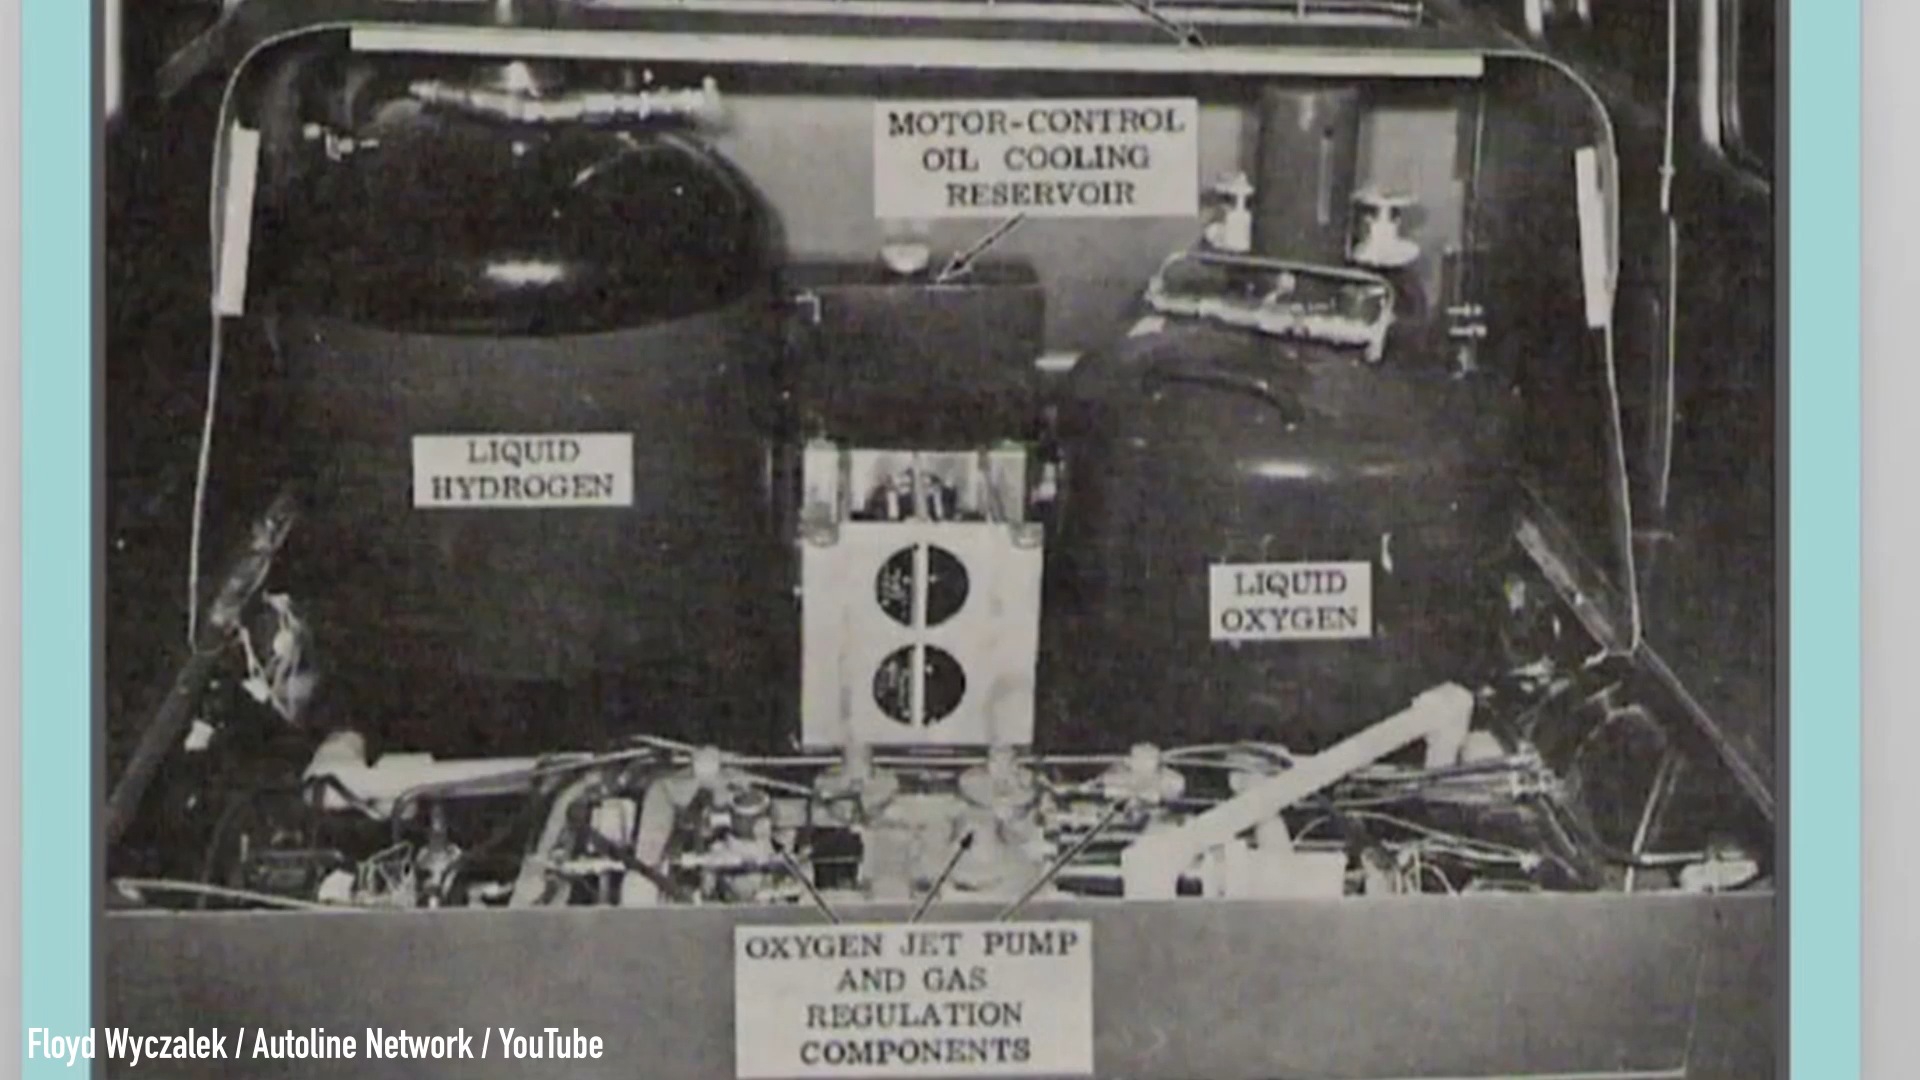 MOTOR-CONTROL
OIL COOLING
RESERVOIR
LIQUID
HYDROGEN
LIQUID
OXYGEN
OXYGEN JET PUMP
AND GAS
REGULATION
COMPONENTS
Floyd Wyczalek / Autoline Network / YouTube